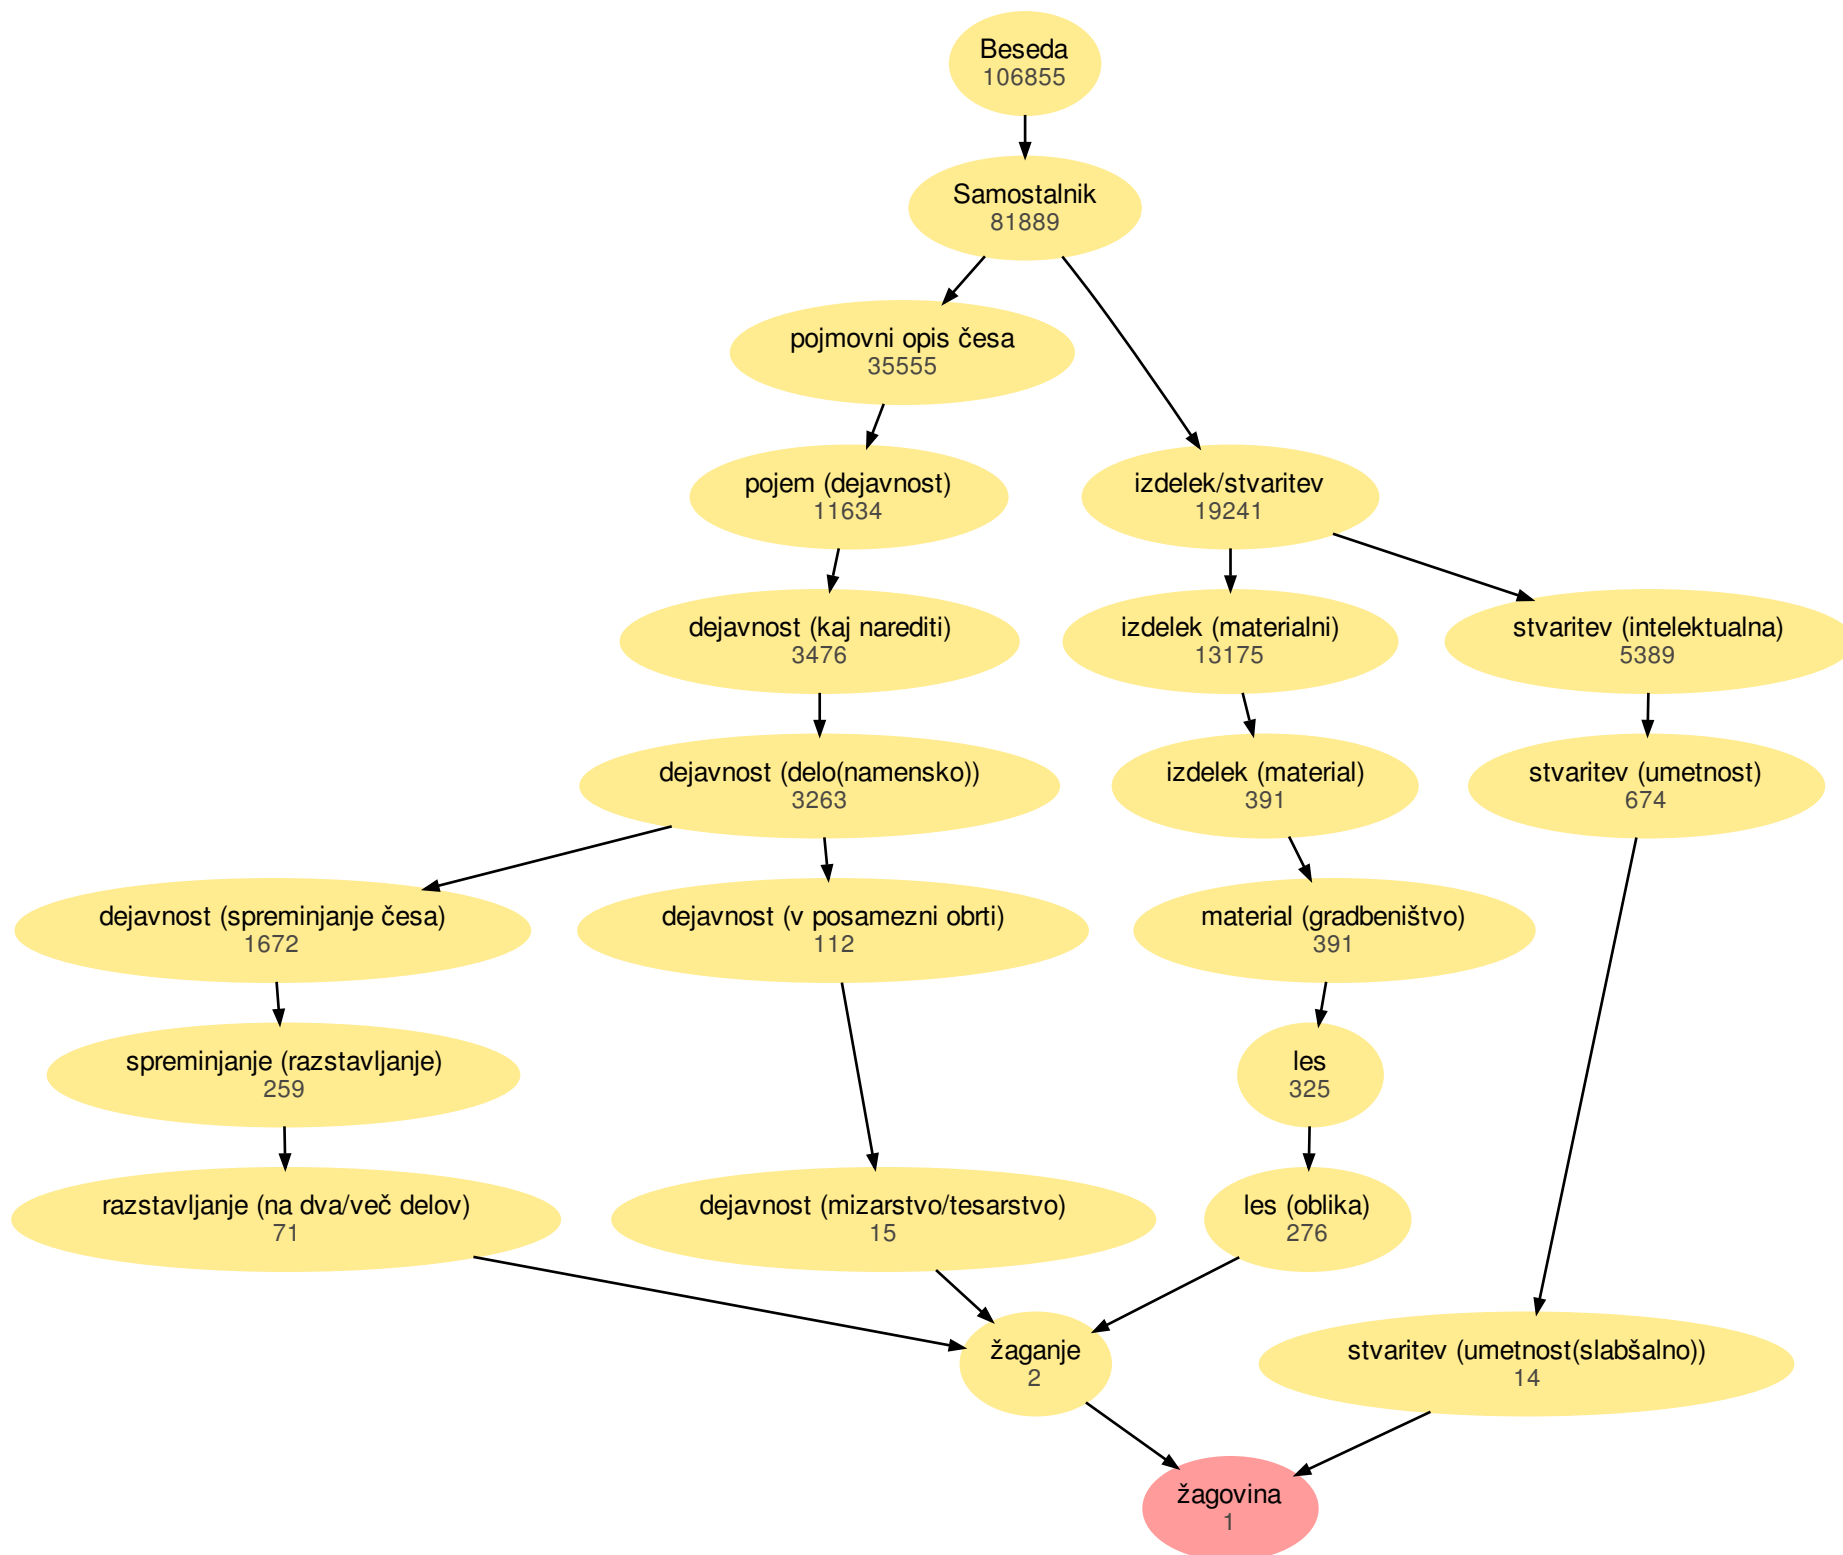 Beseda
106855
Samostalnik
81889
pojmovni opis česa
35555
pojem (dejavnost)
11634
izdelek/stvaritev
19241
dejavnost (kaj narediti)
3476
izdelek (materialni)
13175
stvaritev (intelektualna)
5389
dejavnost (delo(namensko))
3263
izdelek (material)
391
stvaritev (umetnost)
674
dejavnost (spreminjanje česa)
1672
dejavnost (v posamezni obrti)
112
material (gradbeništvo)
391
spreminjanje (razstavljanje)
259
les
325
razstavljanje (na dva/več delov)
71
dejavnost (mizarstvo/tesarstvo)
15
les (oblika)
276
žaganje
2
stvaritev (umetnost(slabšalno))
14
žagovina
1